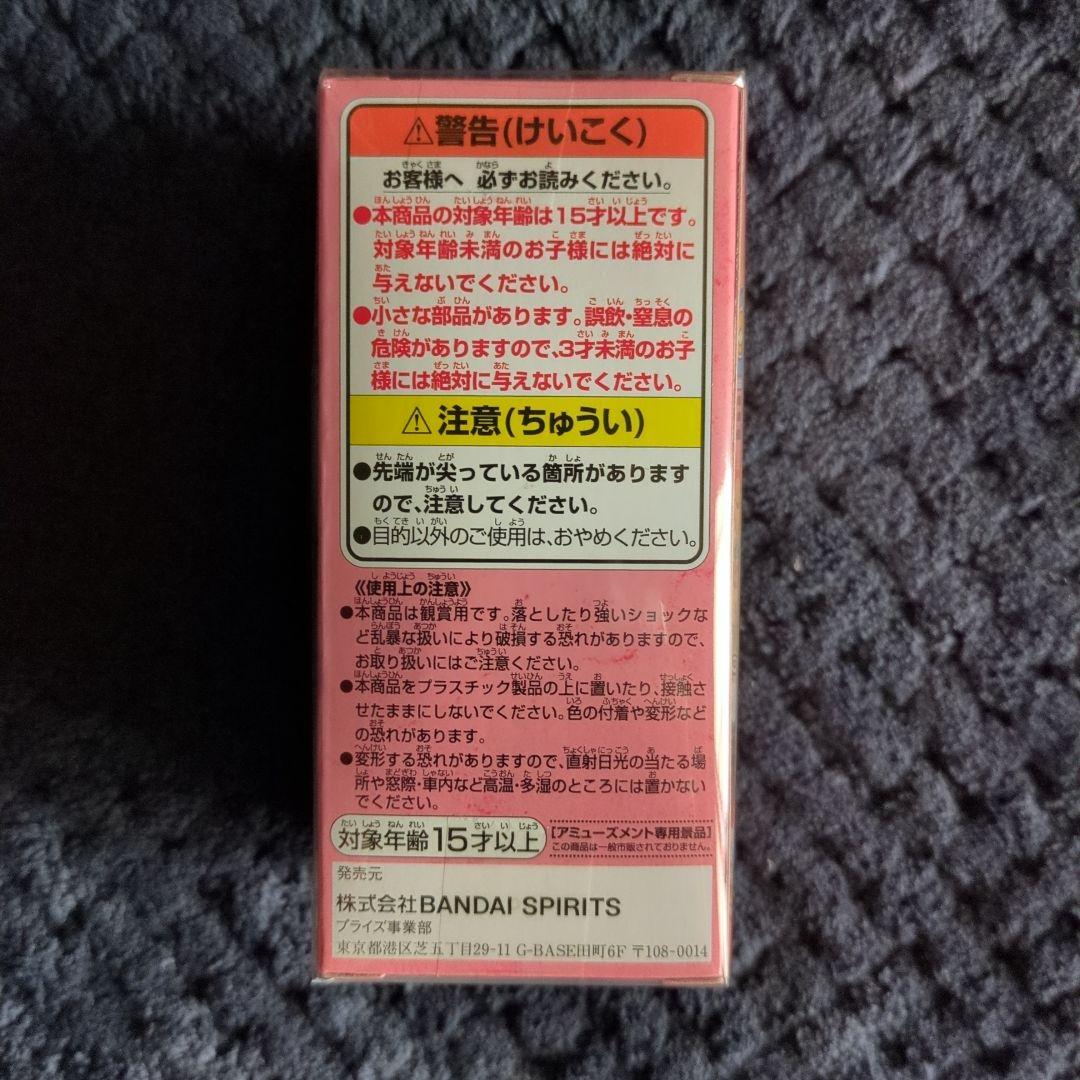 ⚠警告(けいこく)
お客様へ 必ずお読みください。
●本商品の対象年齢は15才以上です。
対象年齢未満のお子様には絶対に
与えないでください。
●小さな部品があります。誤飲・窒息の
危険がありますので、3才未満のお子
様には絶対に与えないでください。
⚠注意(ちゅうい)
●先端が尖っている箇所があります
ので、注意してください。
●目的以外のご使用は、おやめください。
《使用上の注意》
●本商品は観賞用です。落としたり強いショックな
ど乱暴な扱いにより破損する恐れがありますので、
お取り扱いにはご注意ください。
●本商品をプラスチック製品の上に置いたり、接触さ
せたままにしないでください。色の付着や変形など
の恐れがあります。
●変形する恐れがありますので、直射日光の当たる場
所や窓際・車内など高温・多湿のところには置かない
でください。
対象年齢15才以上
[アミューズメント専用景品]
この商品は一般市販されておりません。
発売元
株式会社BANDAI SPIRITS
プライズ事業部
東京都港区芝五丁目29-11 G-BASE田町6F 〒108-0014